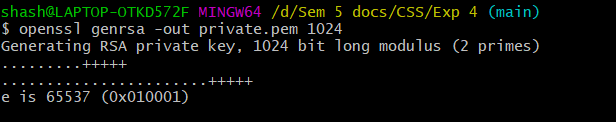 shash@LAPTOP-OTKD572F MINGW64 /d/Sem 5 docs/CSS/Exp 4 (main)
$ openssl genrsa -out private.pem 1024
Generating RSA private key, 1024 bit long modulus (2 primes)
.........+++++
.......................+++++
e is 65537 (0x010001)